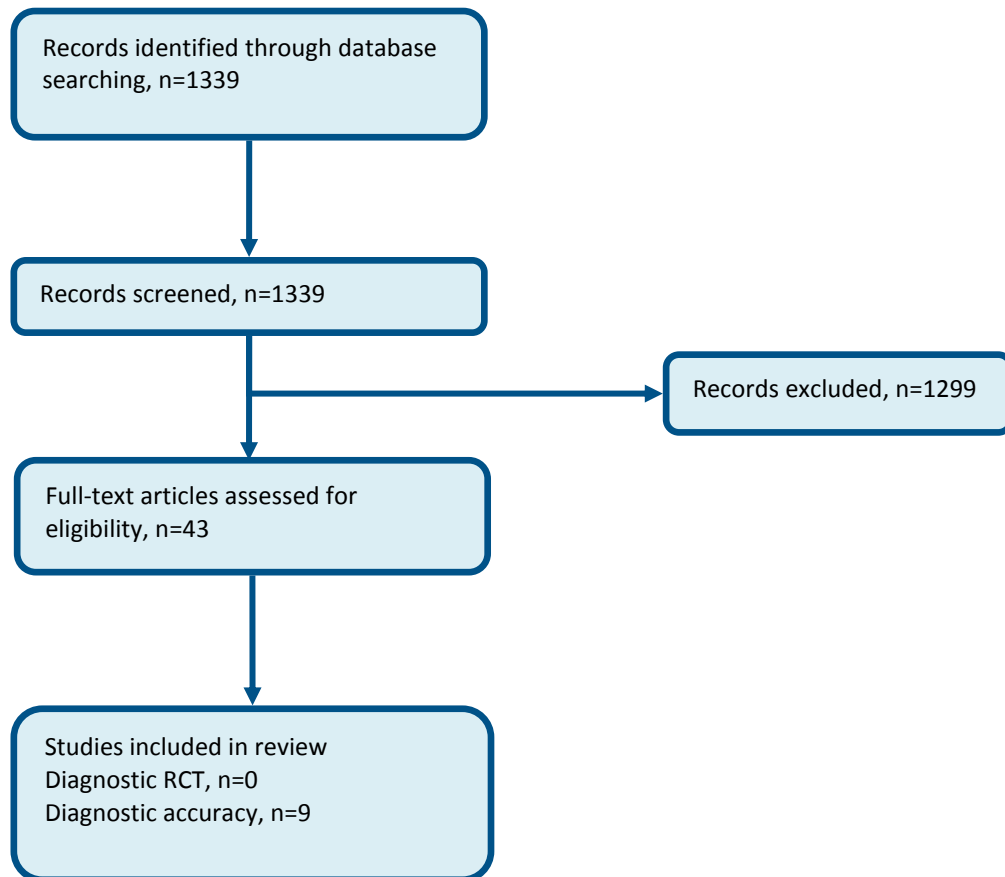 Records identified through database
searching, n=1339
Records screened, n=1339
Records excluded, n=1299
Full-text articles assessed for
eligibility, n=43
Studies included in review
Diagnostic RCT, n=0
Diagnostic accuracy, n=9